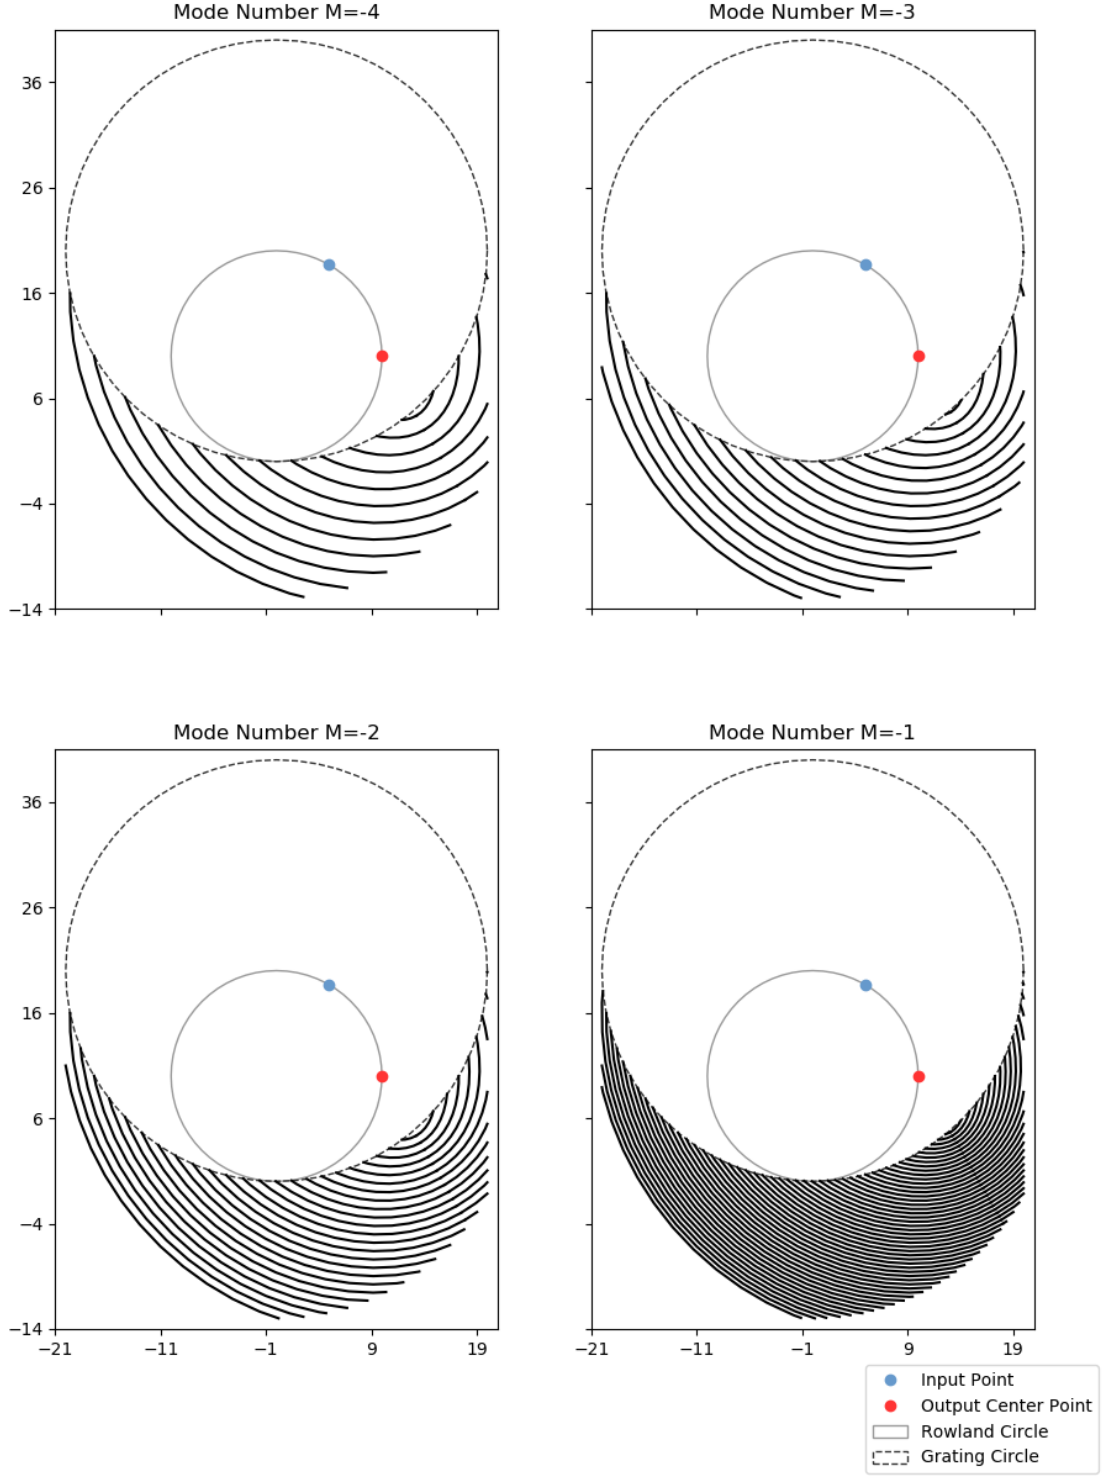 Mode Number M=-4
Mode Number M=-3
36
26
16
6
−4
−14
Mode Number M=-2
Mode Number M=-1
36
26
16
6
−4
−14
−21 −11 −1 9 19
−21 −11 −1 9 19
Input Point
Output Center Point
Rowland Circle
Grating Circle